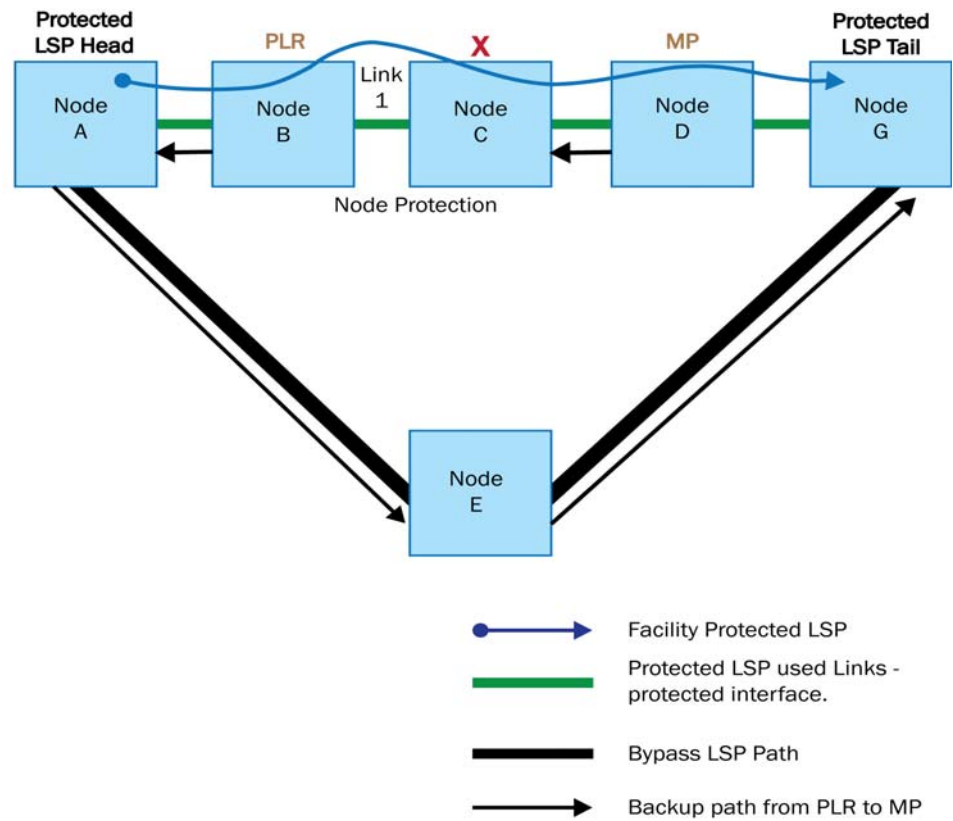 Protected
LSP Head
PLR
X
MP
Protected
LSP Tail
Node
A
Node
B
Link
1
Node
C
Node
D
Node
G
Node Protection
Node
E
Facility Protected LSP
Protected LSP used Links -
protected interface.
Bypass LSP Path
Backup path from PLR to MP